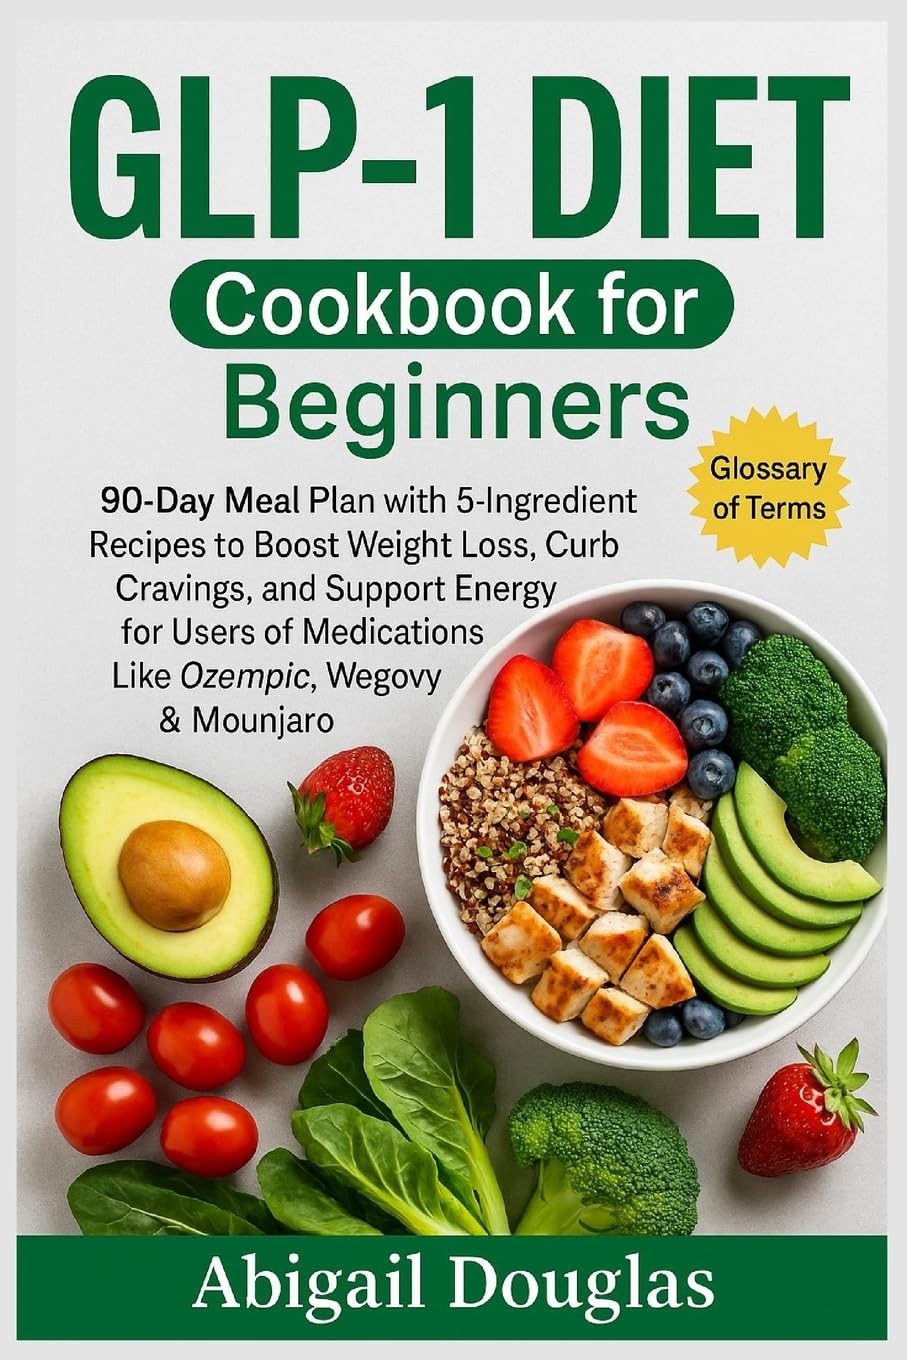 GLP-1 DIET
Cookbook for
Beginners
Glossary
of Terms
90-Day Meal Plan with 5-Ingredient
Recipes to Boost Weight Loss, Curb
Cravings, and Support Energy
for Users of Medications
Like Ozempic, Wegovy
& Mounjaro
Abigail Douglas